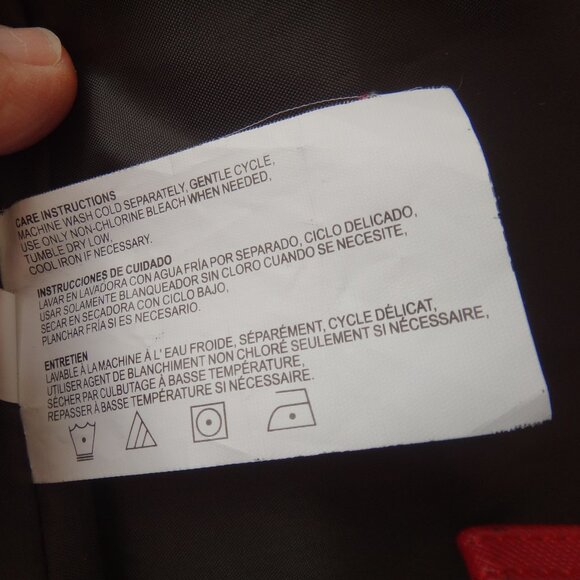 CARE INSTRUCTIONS
MACHINE WASH COLD SEPARATELY, GENTLE CYCLE,
USE ONLY NON-CHLORINE BLEACH WHEN NEEDED,
TUMBLE DRY LOW,
COOL IRON IF NECESSARY.
INSTRUCCIONES DE CUIDADO
LAVAR EN LAVADORA CON AGUA FRÍA POR SEPARADO, CICLO DELICADO,
USAR SOLAMENTE BLANQUEADOR SIN CLORO CUANDO SE NECESITE,
SECAR EN SECADORA CON CICLO BAJO,
PLANCHAR FRÍA SI ES NECESARIO.
ENTRETIEN
LAVABLE À LA MACHINE À L' EAU FROIDE, SÉPARÉMENT, CYCLE DÉLICAT,
UTILISER AGENT DE BLANCHIMENT NON CHLORÉ SEULEMENT SI NÉCESSAIRE,
SÉCHER PAR CULBUTAGE À BASSE TEMPÉRATURE,
REPASSER À BASSE TEMPÉRATURE SI NÉCESSAIRE.